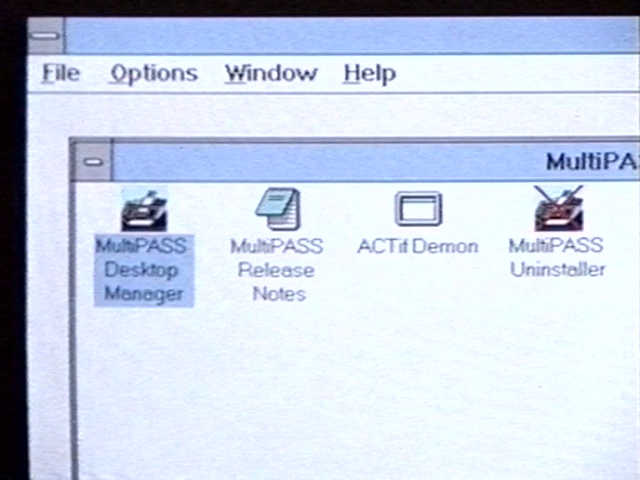 File Options Window Help
MultiPA
MultiPASS MultiPASS ACTif Demon MultiPASS
Desktop Release Uninstaller
Manager Notes